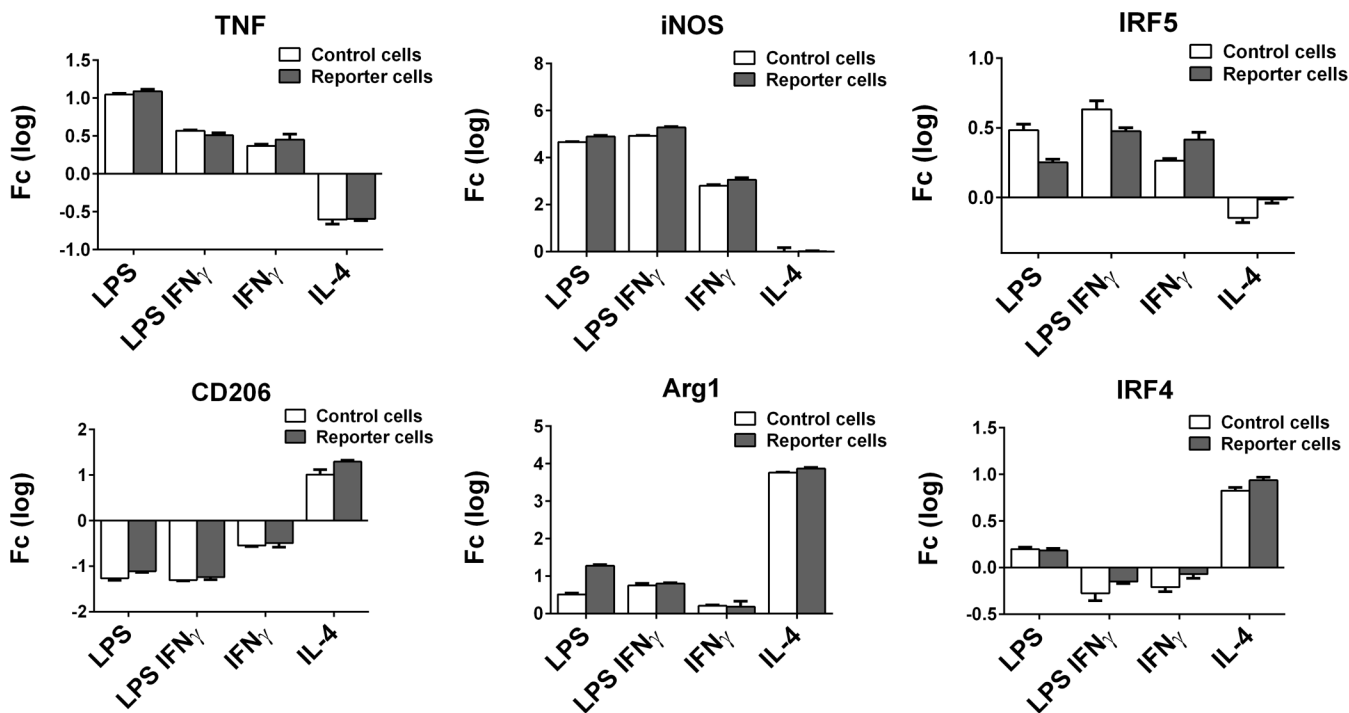 TNF
Control cells
Reporter cells
Fc (log)
1.5
1.0
0.5
0.0
-0.5
-1.0
LPS
LPS IFNγ
IFNγ
IL-4
iNOS
Control cells
Reporter cells
Fc (log)
8
6
4
2
0
LPS
LPS IFNγ
IFNγ
IL-4
IRF5
Control cells
Reporter cells
Fc (log)
1.0
0.5
0.0
LPS
LPS IFNγ
IFNγ
IL-4
CD206
Control cells
Reporter cells
Fc (log)
2
1
0
-1
-2
LPS
LPS IFNγ
IFNγ
IL-4
Arg1
Control cells
Reporter cells
Fc (log)
5
4
3
2
1
0
LPS
LPS IFNγ
IFNγ
IL-4
IRF4
Control cells
Reporter cells
Fc (log)
1.5
1.0
0.5
0.0
-0.5
LPS
LPS IFNγ
IFNγ
IL-4